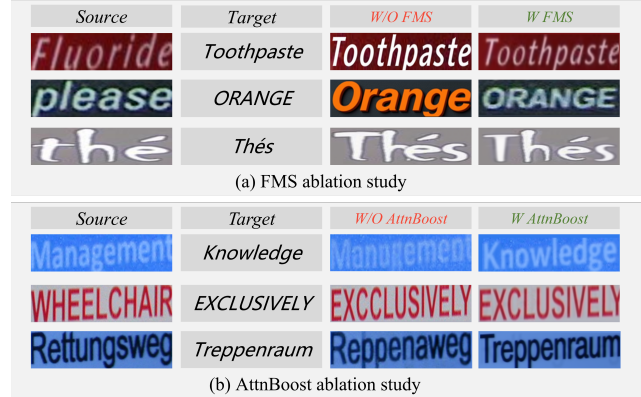 Source Target W/O FMS W FMS
Fluoride Toothpaste Toothpaste Toothpaste
please ORANGE Orange ORANGE
thé Thés Thés Thés
(a) FMS ablation study
Source Target W/O AttnBoost W AttnBoost
Management Knowledge Manugement Knowledge
WHEELCHAIR EXCLUSIVELY EXCCLUSIVELY EXCLUSIVELY
Rettungsweg Treppenraum Reppenaweg Treppenraum
(b) AttnBoost ablation study